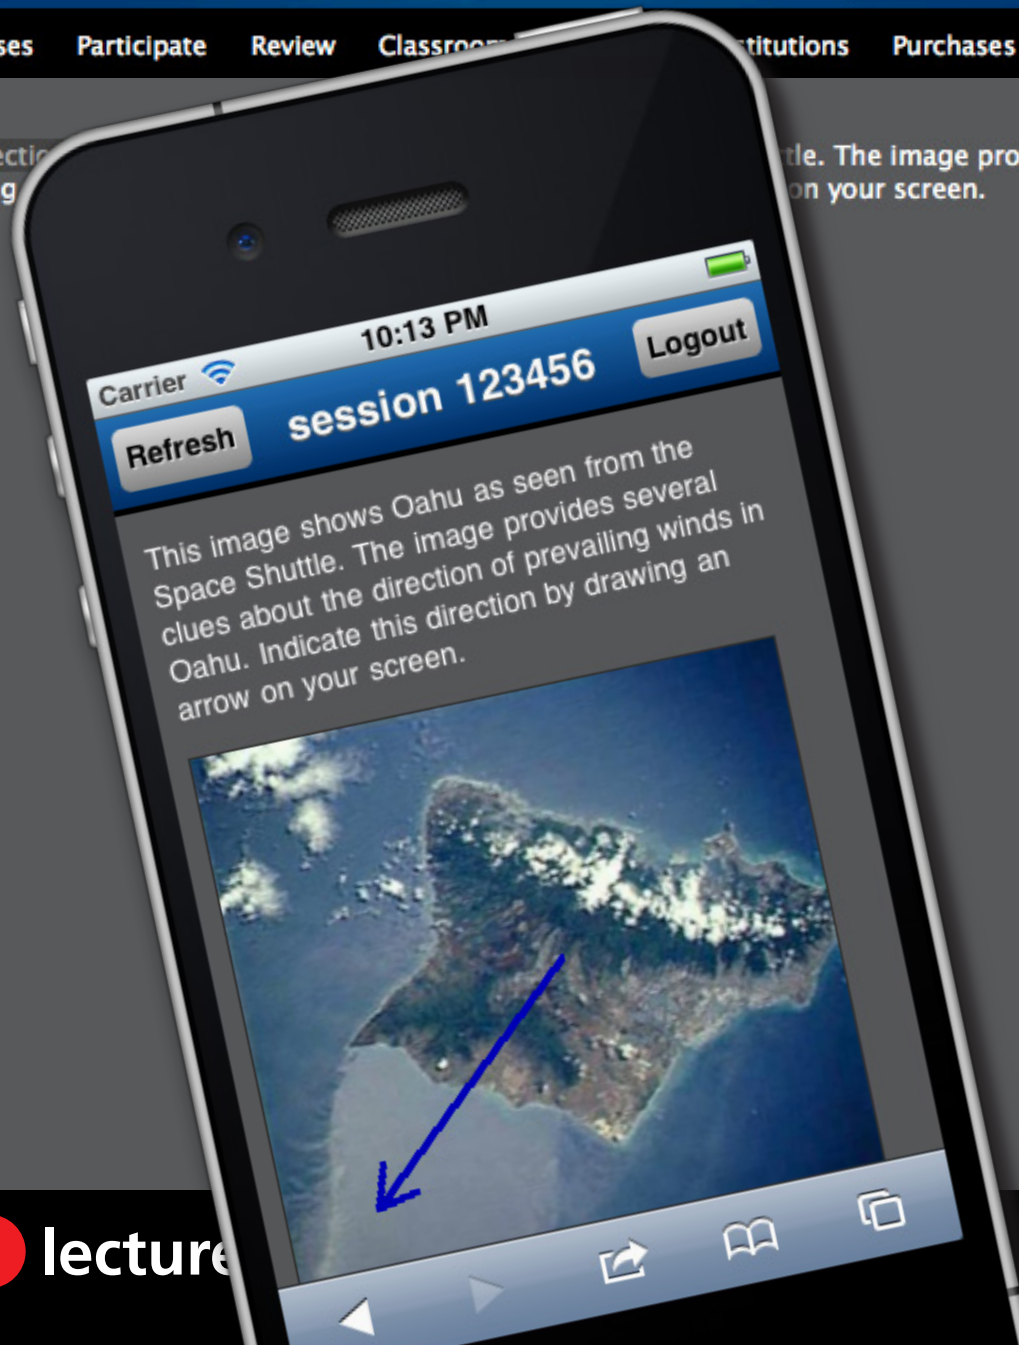 Participate Review Purchases
The image
on your screen.
Carrier 10:13 PM
Refresh session 123456 Logout
This image shows Oahu as seen from the
Space Shuttle. The image provides several
clues about the direction of prevailing winds in
Oahu. Indicate this direction by drawing an
arrow on your screen.
lecture